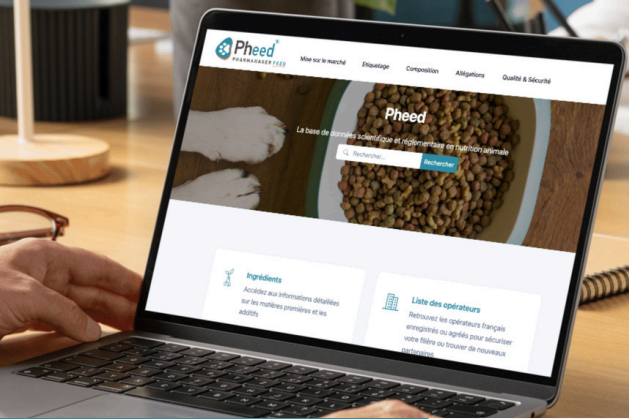 Pheed
PHARMANAGER FEED
Mise sur le marché
Etiquetage
Composition
Allégations
Qualité & Sécurité
Pheed
La base de données scientifique et réglementaire en nutrition animale
Rechercher...
Rechercher
Ingrédients
Accédez aux informations détaillées
sur les matières premières et les
additifs
Liste des opérateurs
Retrouvez les opérateurs français
enregistrés ou agréés pour sécuriser
votre filière ou trouver de nouveaux
partenaires